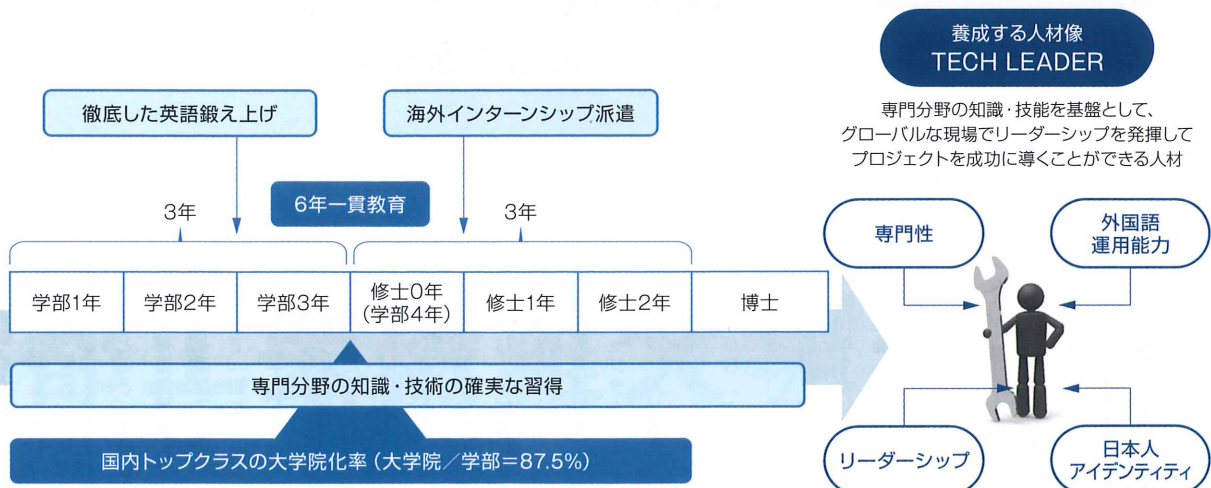 養成する人材像
TECH LEADER
専門分野の知識・技能を基盤として、
グローバルな現場でリーダーシップを発揮して
プロジェクトを成功に導くことができる人材
徹底した英語鍛え上げ
海外インターンシップ派遣
6年一貫教育
3年
3年
学部1年
学部2年
学部3年
修士0年
(学部4年)
修士1年
修士2年
博士
専門分野の知識・技術の確実な習得
国内トップクラスの大学院化率(大学院/学部=87.5%)
専門性
外国語
運用能力
リーダーシップ
日本人
アイデンティティ